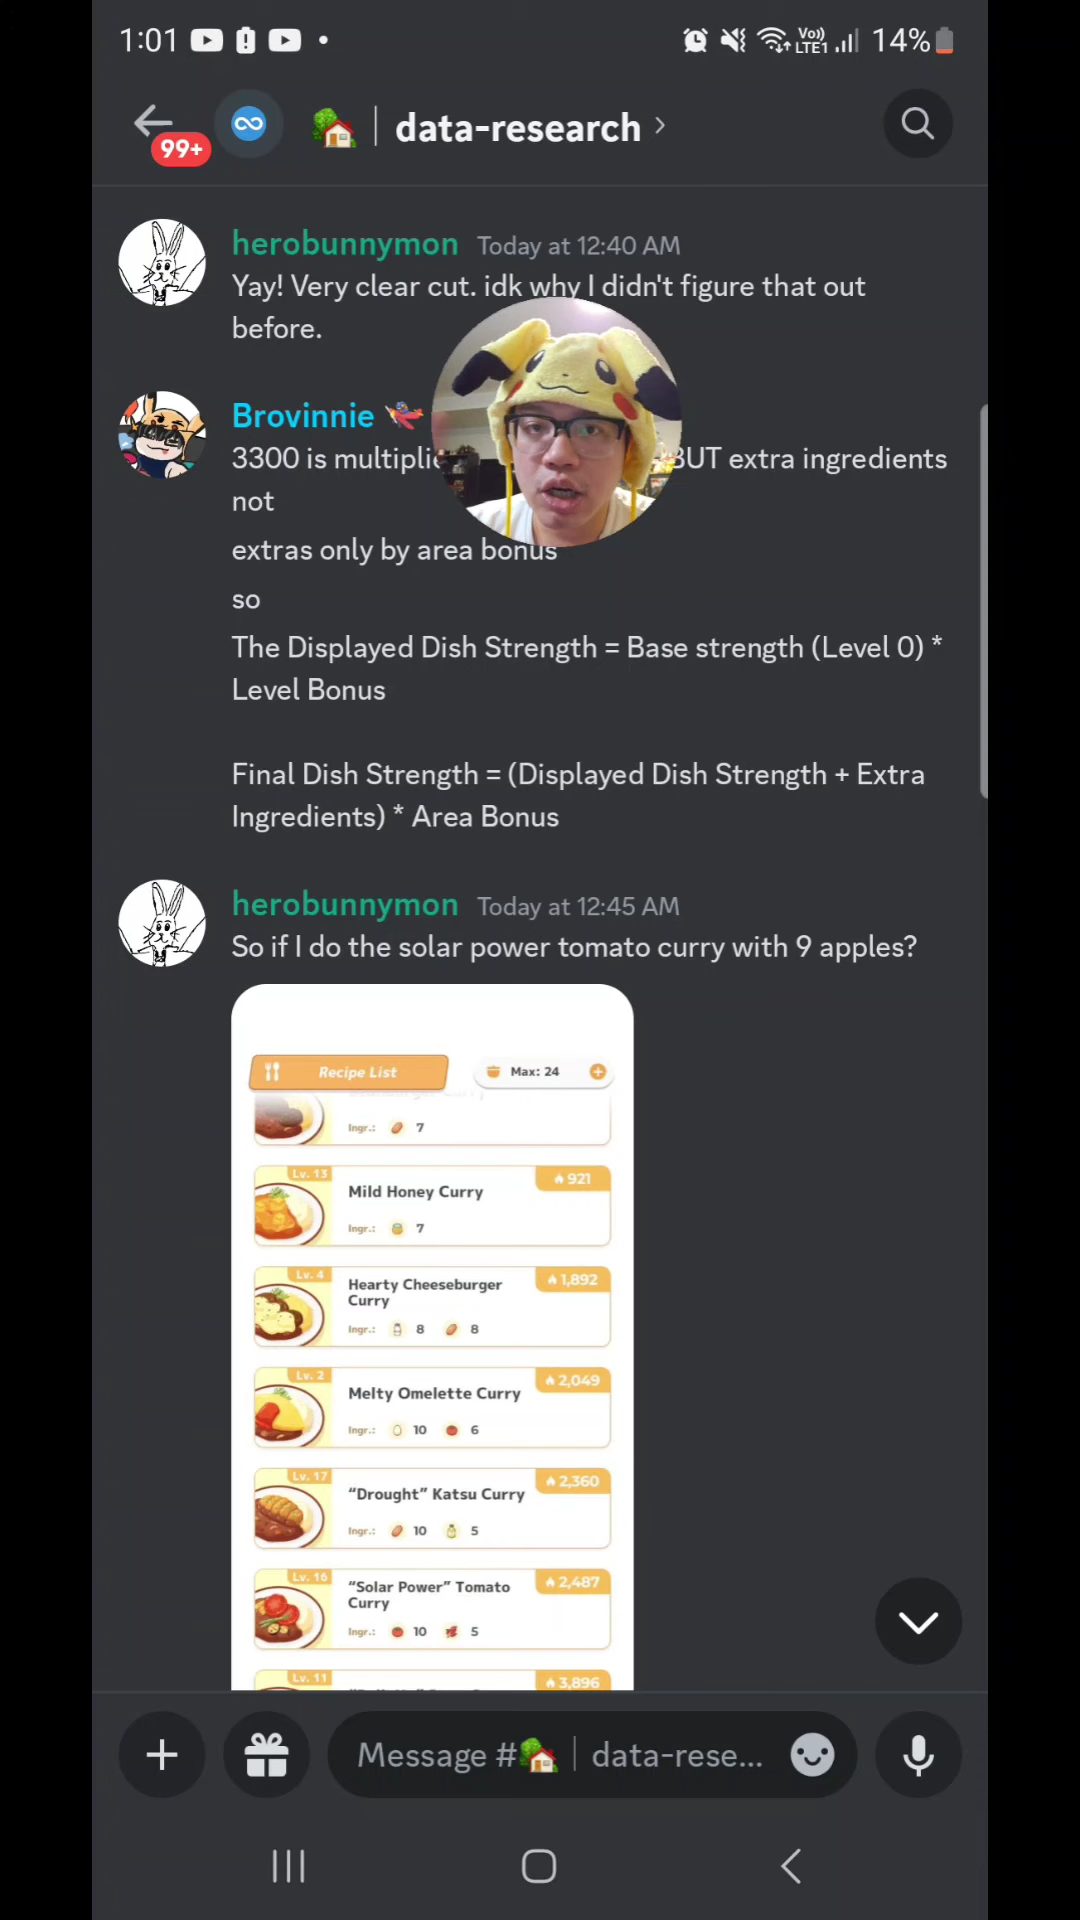 1:01
Vo))
LTE1
14%
99+
data-research
herobunnymon Today at 12:40 AM
Yay! Very clear cut. idk why I didn't figure that out
before.
Brovinnie
3300 is BUT extra ingredients
not
extras only by area bonus
so
The Displayed Dish Strength = Base strength (Level 0) *
Level Bonus
Final Dish Strength = (Displayed Dish Strength + Extra
Ingredients) * Area Bonus
herobunnymon Today at 12:45 AM
So if I do the solar power tomato curry with 9 apples?
Recipe List
Max: 24
Ingr.: 7
Lv. 13
Mild Honey Curry
921
Ingr.: 7
Lv. 4
Hearty Cheeseburger
Curry
1,892
Ingr.: 8 8
Lv. 2
Melty Omelette Curry
2,049
Ingr.: 10 6
Lv. 17
“Drought” Katsu Curry
2,360
Ingr.: 10 5
Lv. 16
“Solar Power” Tomato
Curry
2,487
Ingr.: 10 5
Lv. 11
3,896
Message # data-rese...